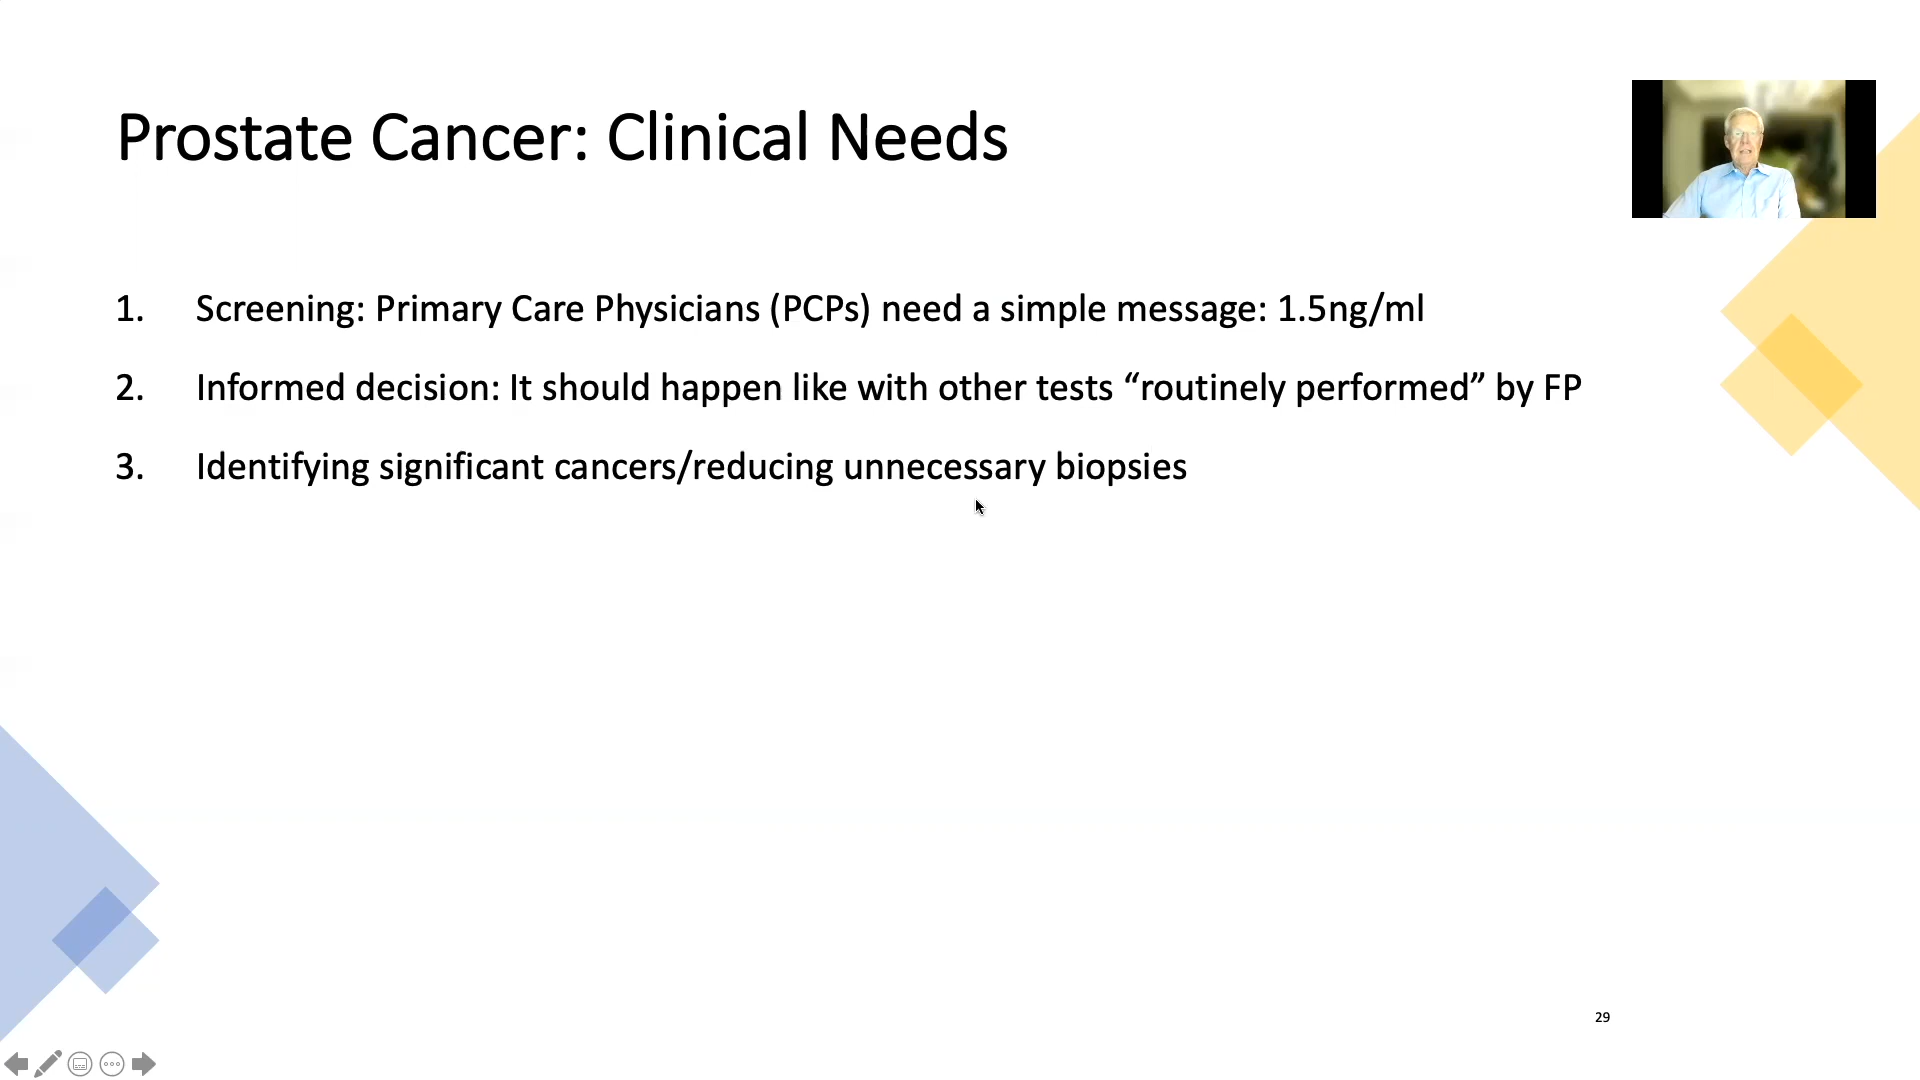 Prostate Cancer: Clinical Needs
1. Screening: Primary Care Physicians (PCPs) need a simple message: 1.5ng/ml
2. Informed decision: It should happen like with other tests “routinely performed” by FP
3. Identifying significant cancers/reducing unnecessary biopsies
29